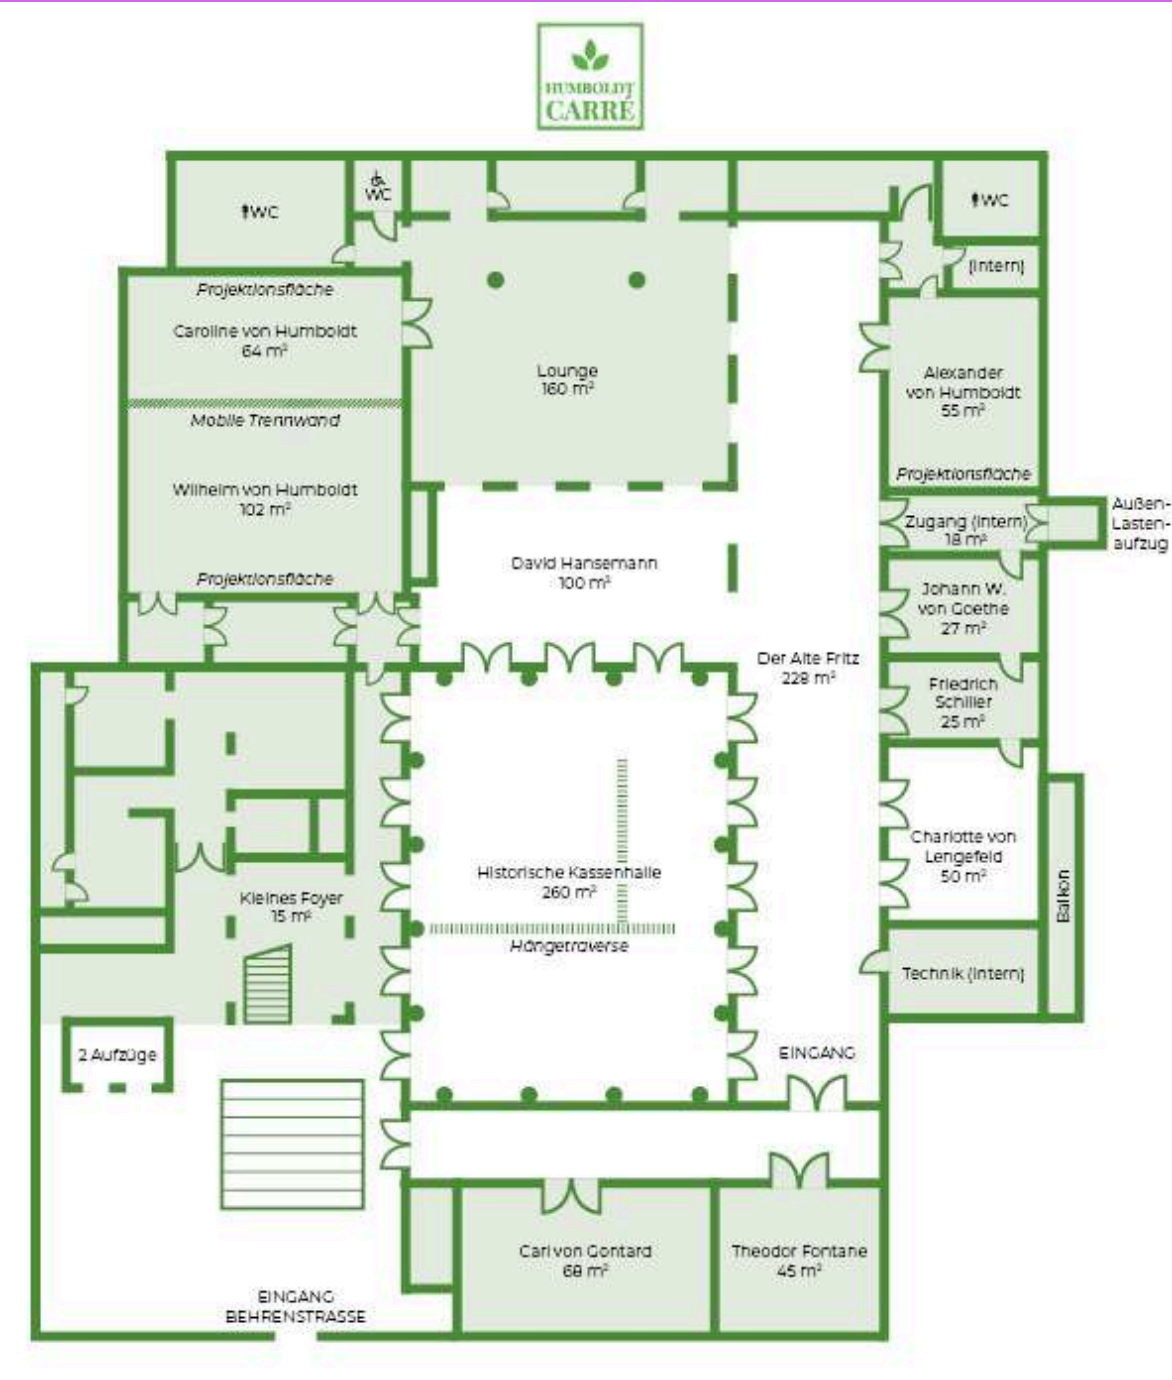 HUMBOLDT
CARRÉ
WC
WC
WC
(Intern)
Projektionsfläche
Caroline von Humboldt
64 m²
Mobile Trennwand
Wilhelm von Humboldt
102 m²
Projektionsfläche
Lounge
160 m²
Alexander
von Humboldt
55 m²
Projektionsfläche
Zugang (Intern)
18 m²
Außen-
Lasten-
aufzug
David Hansemann
100 m²
Johann W.
von Goethe
27 m²
Der Alte Fritz
228 m²
Friedrich
Schiller
25 m²
Charlotte von
Lengefeld
50 m²
Balkon
Historische Kassenhalle
260 m²
Hängetraverse
Kleines Foyer
15 m²
Technik (Intern)
2 Aufzüge
EINGANG
Carl von Gontard
68 m²
Theodor Fontane
45 m²
EINGANG
BEHRENSTRASSE